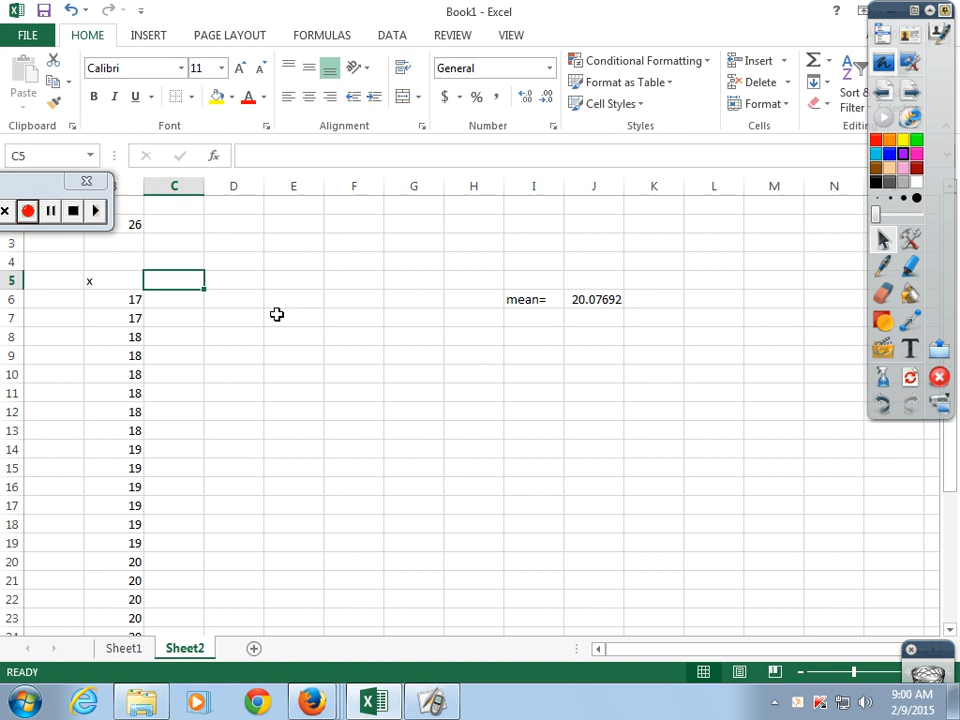 Book1 - Excel
?
FILE HOME INSERT PAGE LAYOUT FORMULAS DATA REVIEW VIEW
Calibri 11 General Conditional Formatting Insert
Paste Format as Table Delete
B I U $ % , Cell Styles Format
Sort &
Filter
Clipboard Font Alignment Number Styles Cells Editin
C5 fx
C D E F G H I J K L M N
26
3
4
5 x
6 17 mean= 20.07692
7 17
8 18
9 18
10 18
11 18
12 18
13 18
14 19
15 19
16 19
17 19
18 19
19 19
20 20
21 20
22 20
23 20
Sheet1 Sheet2
READY
9:00 AM
2/9/2015